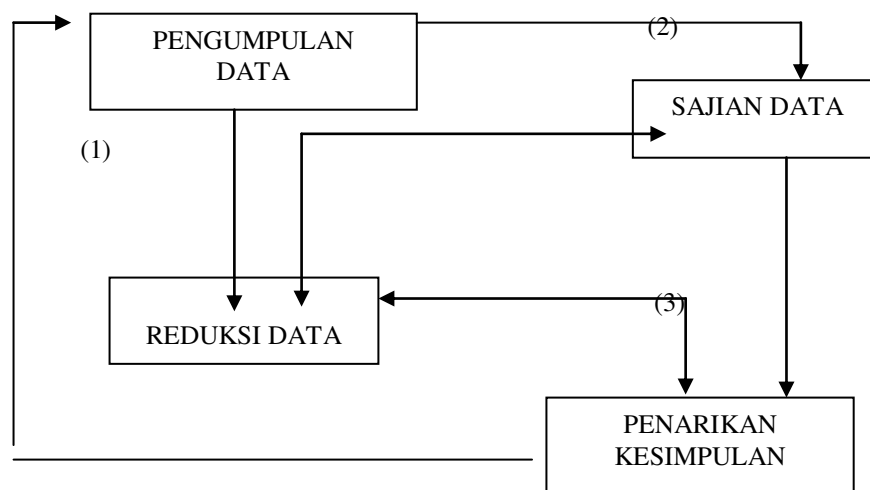 PENGUMPULAN
DATA
(2)
SAJIAN DATA
(1)
(3)
REDUKSI DATA
PENARIKAN
KESIMPULAN